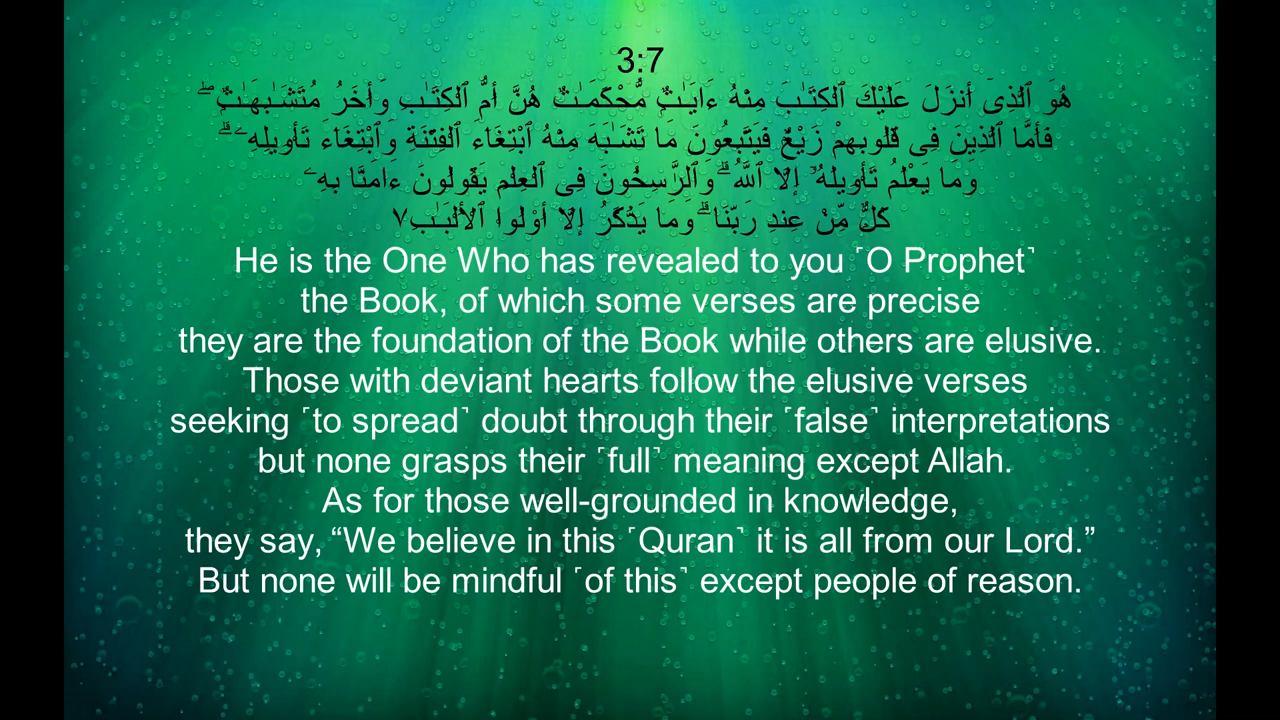 3:7
هُوَ ٱلَّذِىٓ أَنزَلَ عَلَيْكَ ٱلْكِتَـٰبَ مِنْهُ ءَايَـٰتٌۭ مُّحْكَمَـٰتٌ هُنَّ أُمُّ ٱلْكِتَـٰبِ وَأُخَرُ مُتَشَـٰبِهَـٰتٌۭ ۖ
فَأَمَّا ٱلَّذِينَ فِى قُلُوبِهِمْ زَيْغٌۭ فَيَتَّبِعُونَ مَا تَشَـٰبَهَ مِنْهُ ٱبْتِغَآءَ ٱلْفِتْنَةِ وَٱبْتِغَآءَ تَأْوِيلِهِۦ ۗ
وَمَا يَعْلَمُ تَأْوِيلَهُۥٓ إِلَّا ٱللَّهُ ۗ وَٱلرَّٰسِخُونَ فِى ٱلْعِلْمِ يَقُولُونَ ءَامَنَّا بِهِۦ
كُلٌّۭ مِّنْ عِندِ رَبِّنَا ۗ وَمَا يَذَّكَّرُ إِلَّآ أُو۟لُوا۟ ٱلْأَلْبَـٰبِ ٧
He is the One Who has revealed to you ˹O Prophet˺
the Book, of which some verses are precise
they are the foundation of the Book while others are elusive.
Those with deviant hearts follow the elusive verses
seeking ˹to spread˺ doubt through their ˹false˺ interpretations
but none grasps their ˹full˺ meaning except Allah.
As for those well-grounded in knowledge,
they say, “We believe in this ˹Quran˺ it is all from our Lord.”
But none will be mindful ˹of this˺ except people of reason.